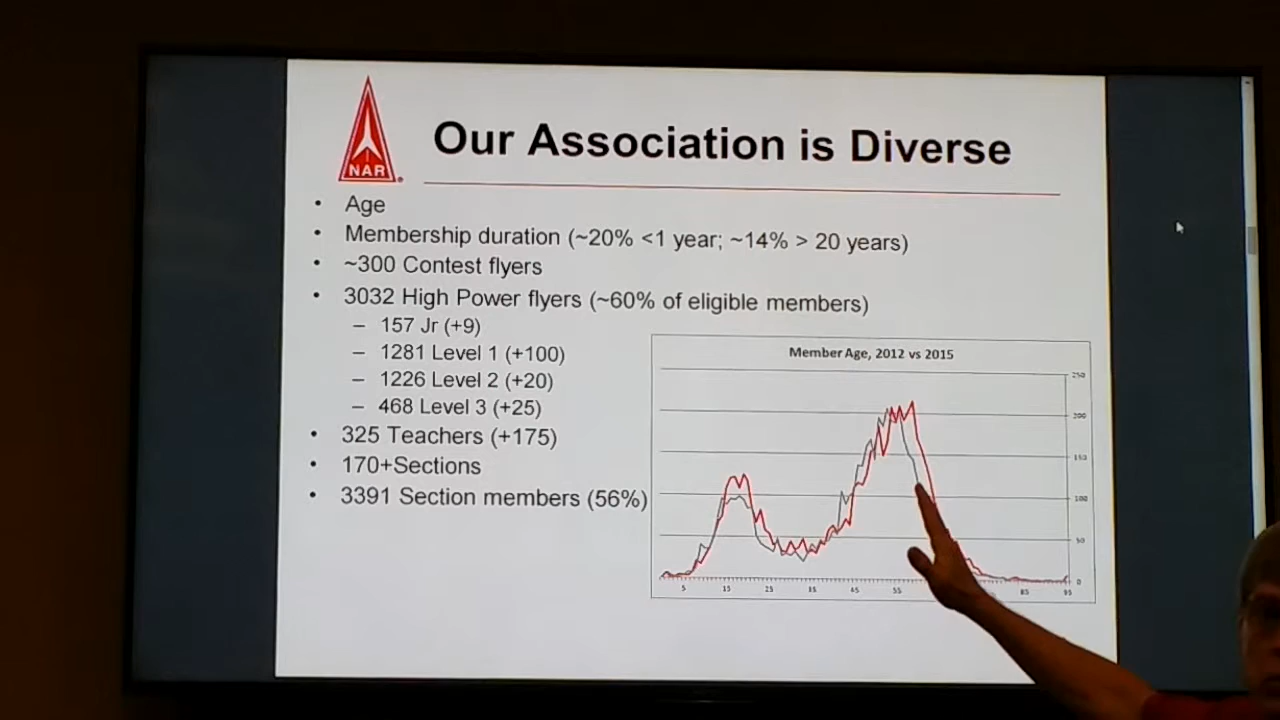 Our Association is Diverse
NAR
• Age
• Membership duration (~20% <1 year; ~14% > 20 years)
• ~300 Contest flyers
• 3032 High Power flyers (~60% of eligible members)
– 157 Jr (+9)
– 1281 Level 1 (+100)
– 1226 Level 2 (+20)
– 468 Level 3 (+25)
• 325 Teachers (+175)
• 170+Sections
• 3391 Section members (56%)
Member Age, 2012 vs 2015
250
200
150
100
50
0
5 15 25 35 45 55 85 95